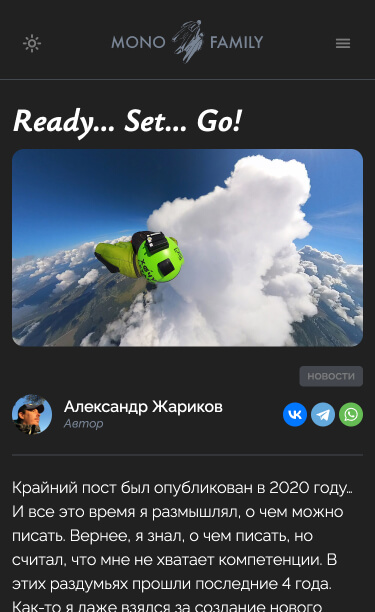 MONO FAMILY
Ready... Set... Go!
НОВОСТИ
Александр Жариков
Автор
Крайний пост был опубликован в 2020 году…
И все это время я размышлял, о чем можно
писать. Вернее, я знал, о чем писать, но
считал, что мне не хватает компетенции. В
этих раздумьях прошли последние 4 года.
Как-то я даже взялся за создание нового